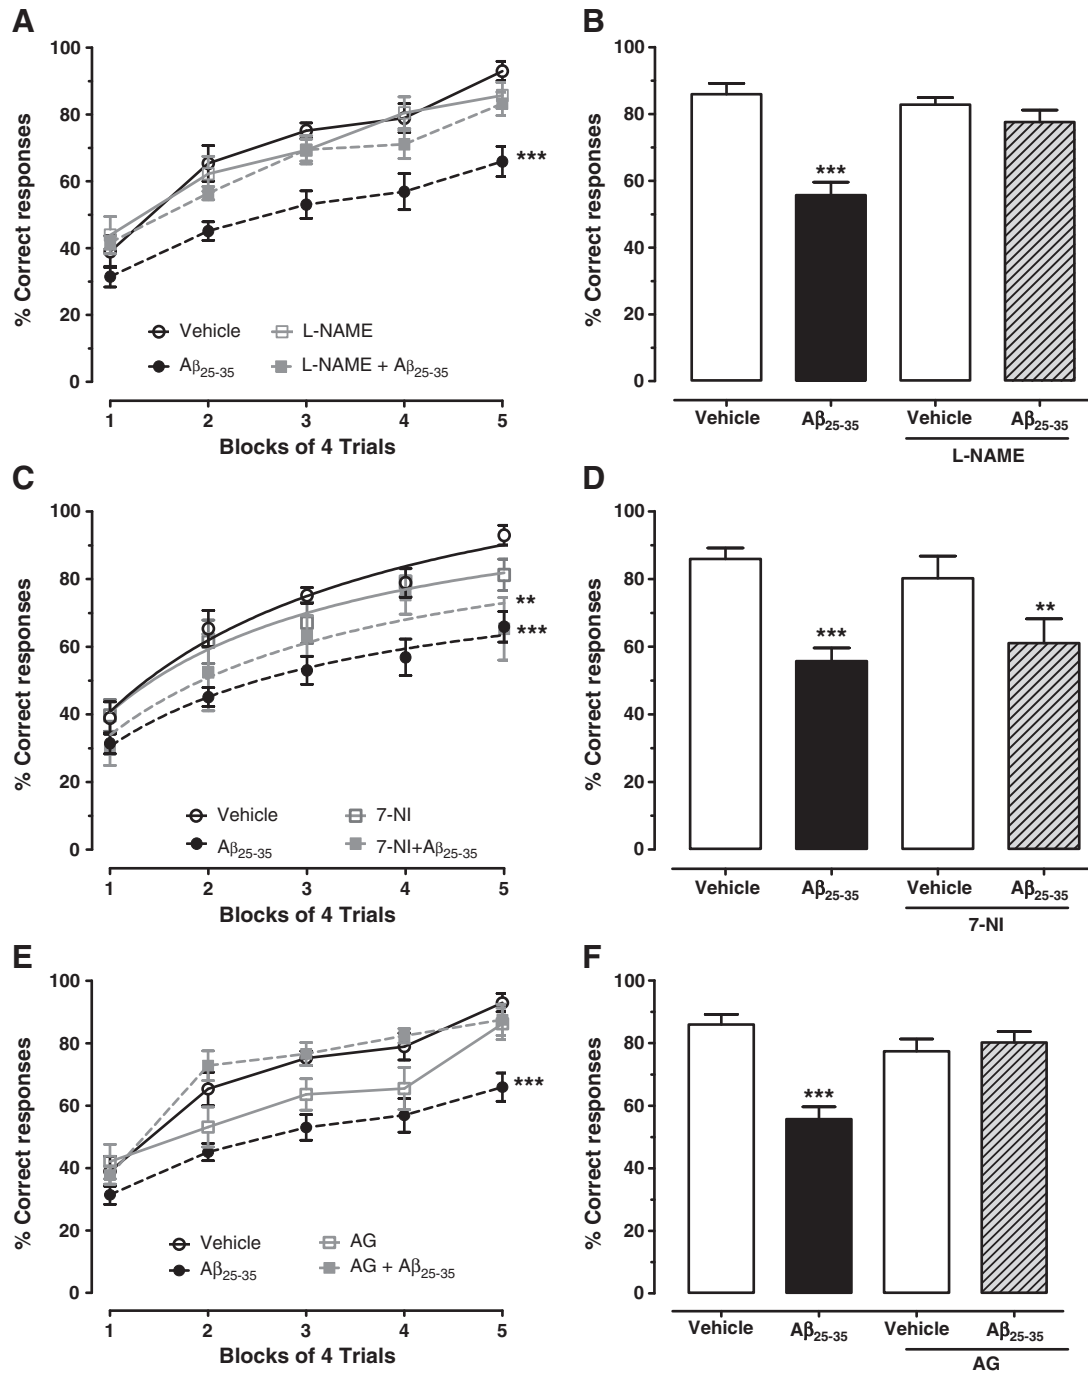 A
% Correct responses
100
80
60
40
20
0
***
Vehicle
L-NAME
Aβ25-35
L-NAME + Aβ25-35
1 2 3 4 5
Blocks of 4 Trials
B
% Correct responses
100
80
60
40
20
0
***
Vehicle Aβ25-35 Vehicle Aβ25-35
L-NAME
C
% Correct responses
100
80
60
40
20
0
**
***
Vehicle
7-NI
Aβ25-35
7-NI+Aβ25-35
1 2 3 4 5
Blocks of 4 Trials
D
% Correct responses
100
80
60
40
20
0
***
**
Vehicle Aβ25-35 Vehicle Aβ25-35
7-NI
E
% Correct responses
100
80
60
40
20
0
***
Vehicle
AG
Aβ25-35
AG + Aβ25-35
1 2 3 4 5
Blocks of 4 Trials
F
% Correct responses
100
80
60
40
20
0
***
Vehicle Aβ25-35 Vehicle Aβ25-35
AG